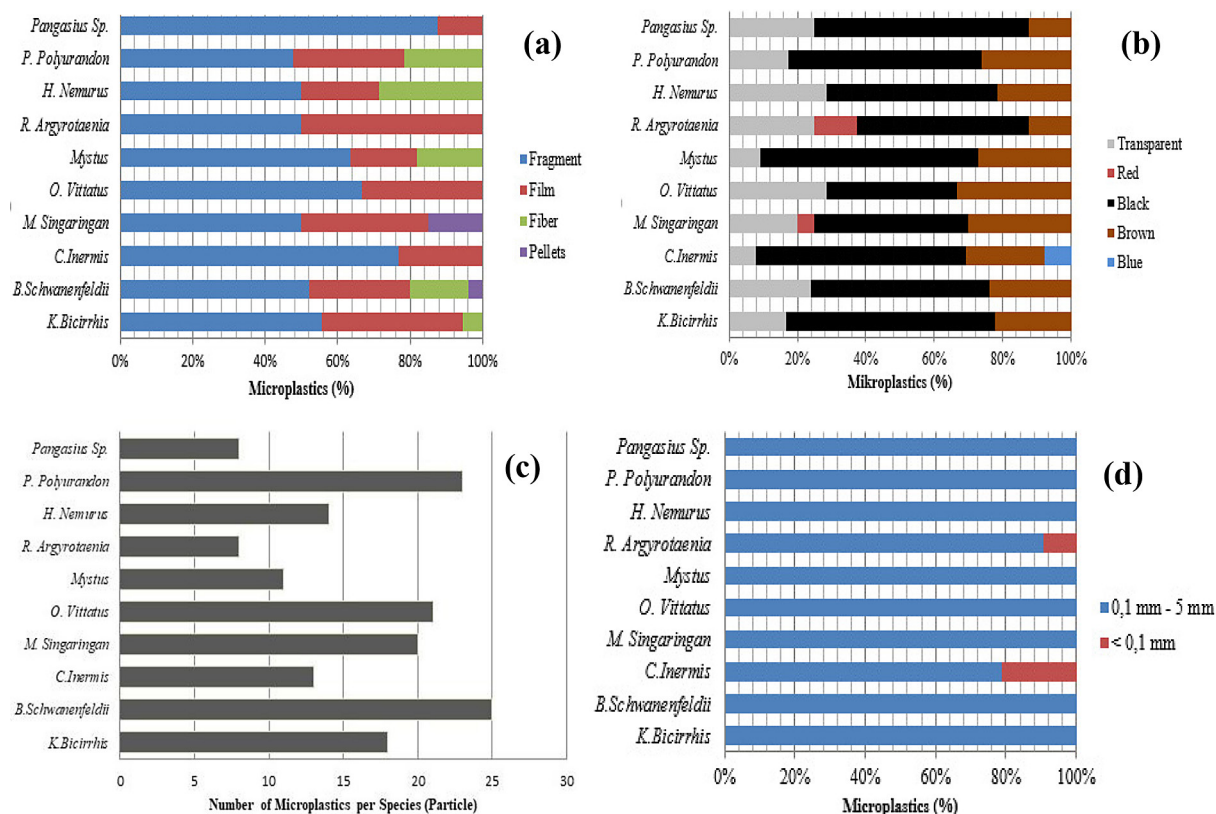 (a)
Pangasius Sp.
P. Polyurandon
H. Nemurus
R. Argyrotaenia
Mystus
O. Vittatus
M. Singaringan
C.Inermis
B.Schwanenfeldii
K.Bicirrhis
0% 20% 40% 60% 80% 100%
Microplastics (%)
Fragment
Film
Fiber
Pellets
(b)
Pangasius Sp.
P. Polyurandon
H. Nemurus
R. Argyrotaenia
Mystus
O. Vittatus
M. Singaringan
C.Inermis
B.Schwanenfeldii
K.Bicirrhis
0% 20% 40% 60% 80% 100%
Mikroplastics (%)
Transparent
Red
Black
Brown
Blue
(c)
Pangasius Sp.
P. Polyurandon
H. Nemurus
R. Argyrotaenia
Mystus
O. Vittatus
M. Singaringan
C.Inermis
B.Schwanenfeldii
K.Bicirrhis
0 5 10 15 20 25 30
Number of Microplastics per Species (Particle)
(d)
Pangasius Sp.
P. Polyurandon
H. Nemurus
R. Argyrotaenia
Mystus
O. Vittatus
M. Singaringan
C.Inermis
B.Schwanenfeldii
K.Bicirrhis
0% 20% 40% 60% 80% 100%
Microplastics (%)
0,1 mm - 5 mm
< 0,1 mm